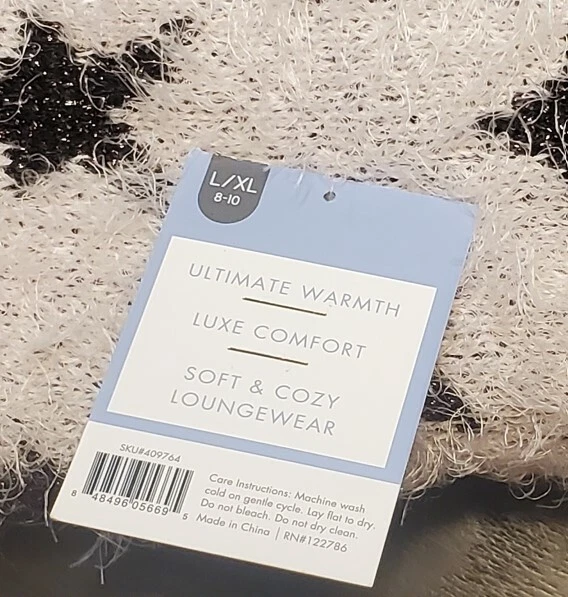 L/XL
8-10
ULTIMATE WARMTH
LUXE COMFORT
SOFT & COZY
LOUNGEWEAR
SKU#409764
8 48496 05669 5
Care Instructions: Machine wash
cold on gentle cycle. Lay flat to dry.
Do not bleach. Do not dry clean.
Made in China | RN#122786